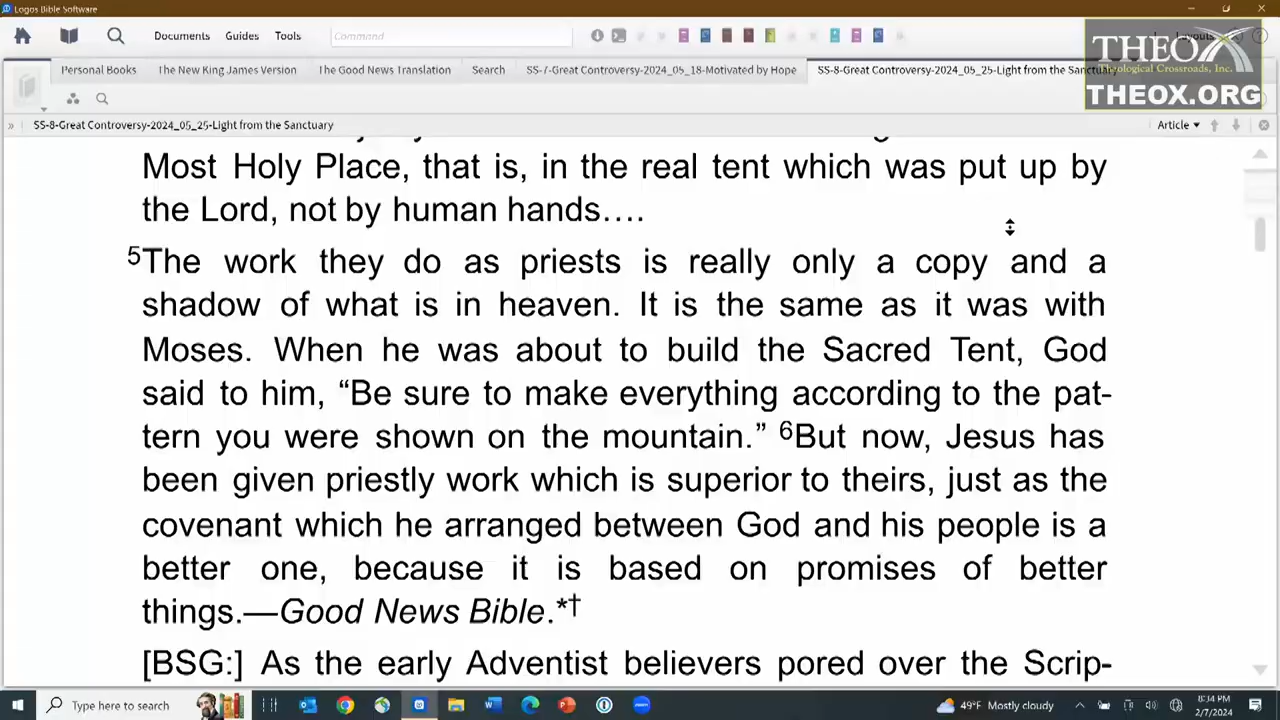 Logos Bible Software
Documents Guides Tools Command
THEOX
Theological Crossroads, Inc.
THEOX.ORG
Personal Books The New King James Version The Good News SS-7-Great Controversy-2024_05_18-Motivated by Hope SS-8-Great Controversy-2024_05_25-Light from the Sanctu
» SS-8-Great Controversy-2024_05_25-Light from the Sanctuary Article
Most Holy Place, that is, in the real tent which was put up by
the Lord, not by human hands….
5The work they do as priests is really only a copy and a
shadow of what is in heaven. It is the same as it was with
Moses. When he was about to build the Sacred Tent, God
said to him, “Be sure to make everything according to the pat-
tern you were shown on the mountain.” 6But now, Jesus has
been given priestly work which is superior to theirs, just as the
covenant which he arranged between God and his people is a
better one, because it is based on promises of better
things.—Good News Bible.*†
[BSG:] As the early Adventist believers pored over the Scrip-
Type here to search
49°F Mostly cloudy
8:34 PM
2/7/2024